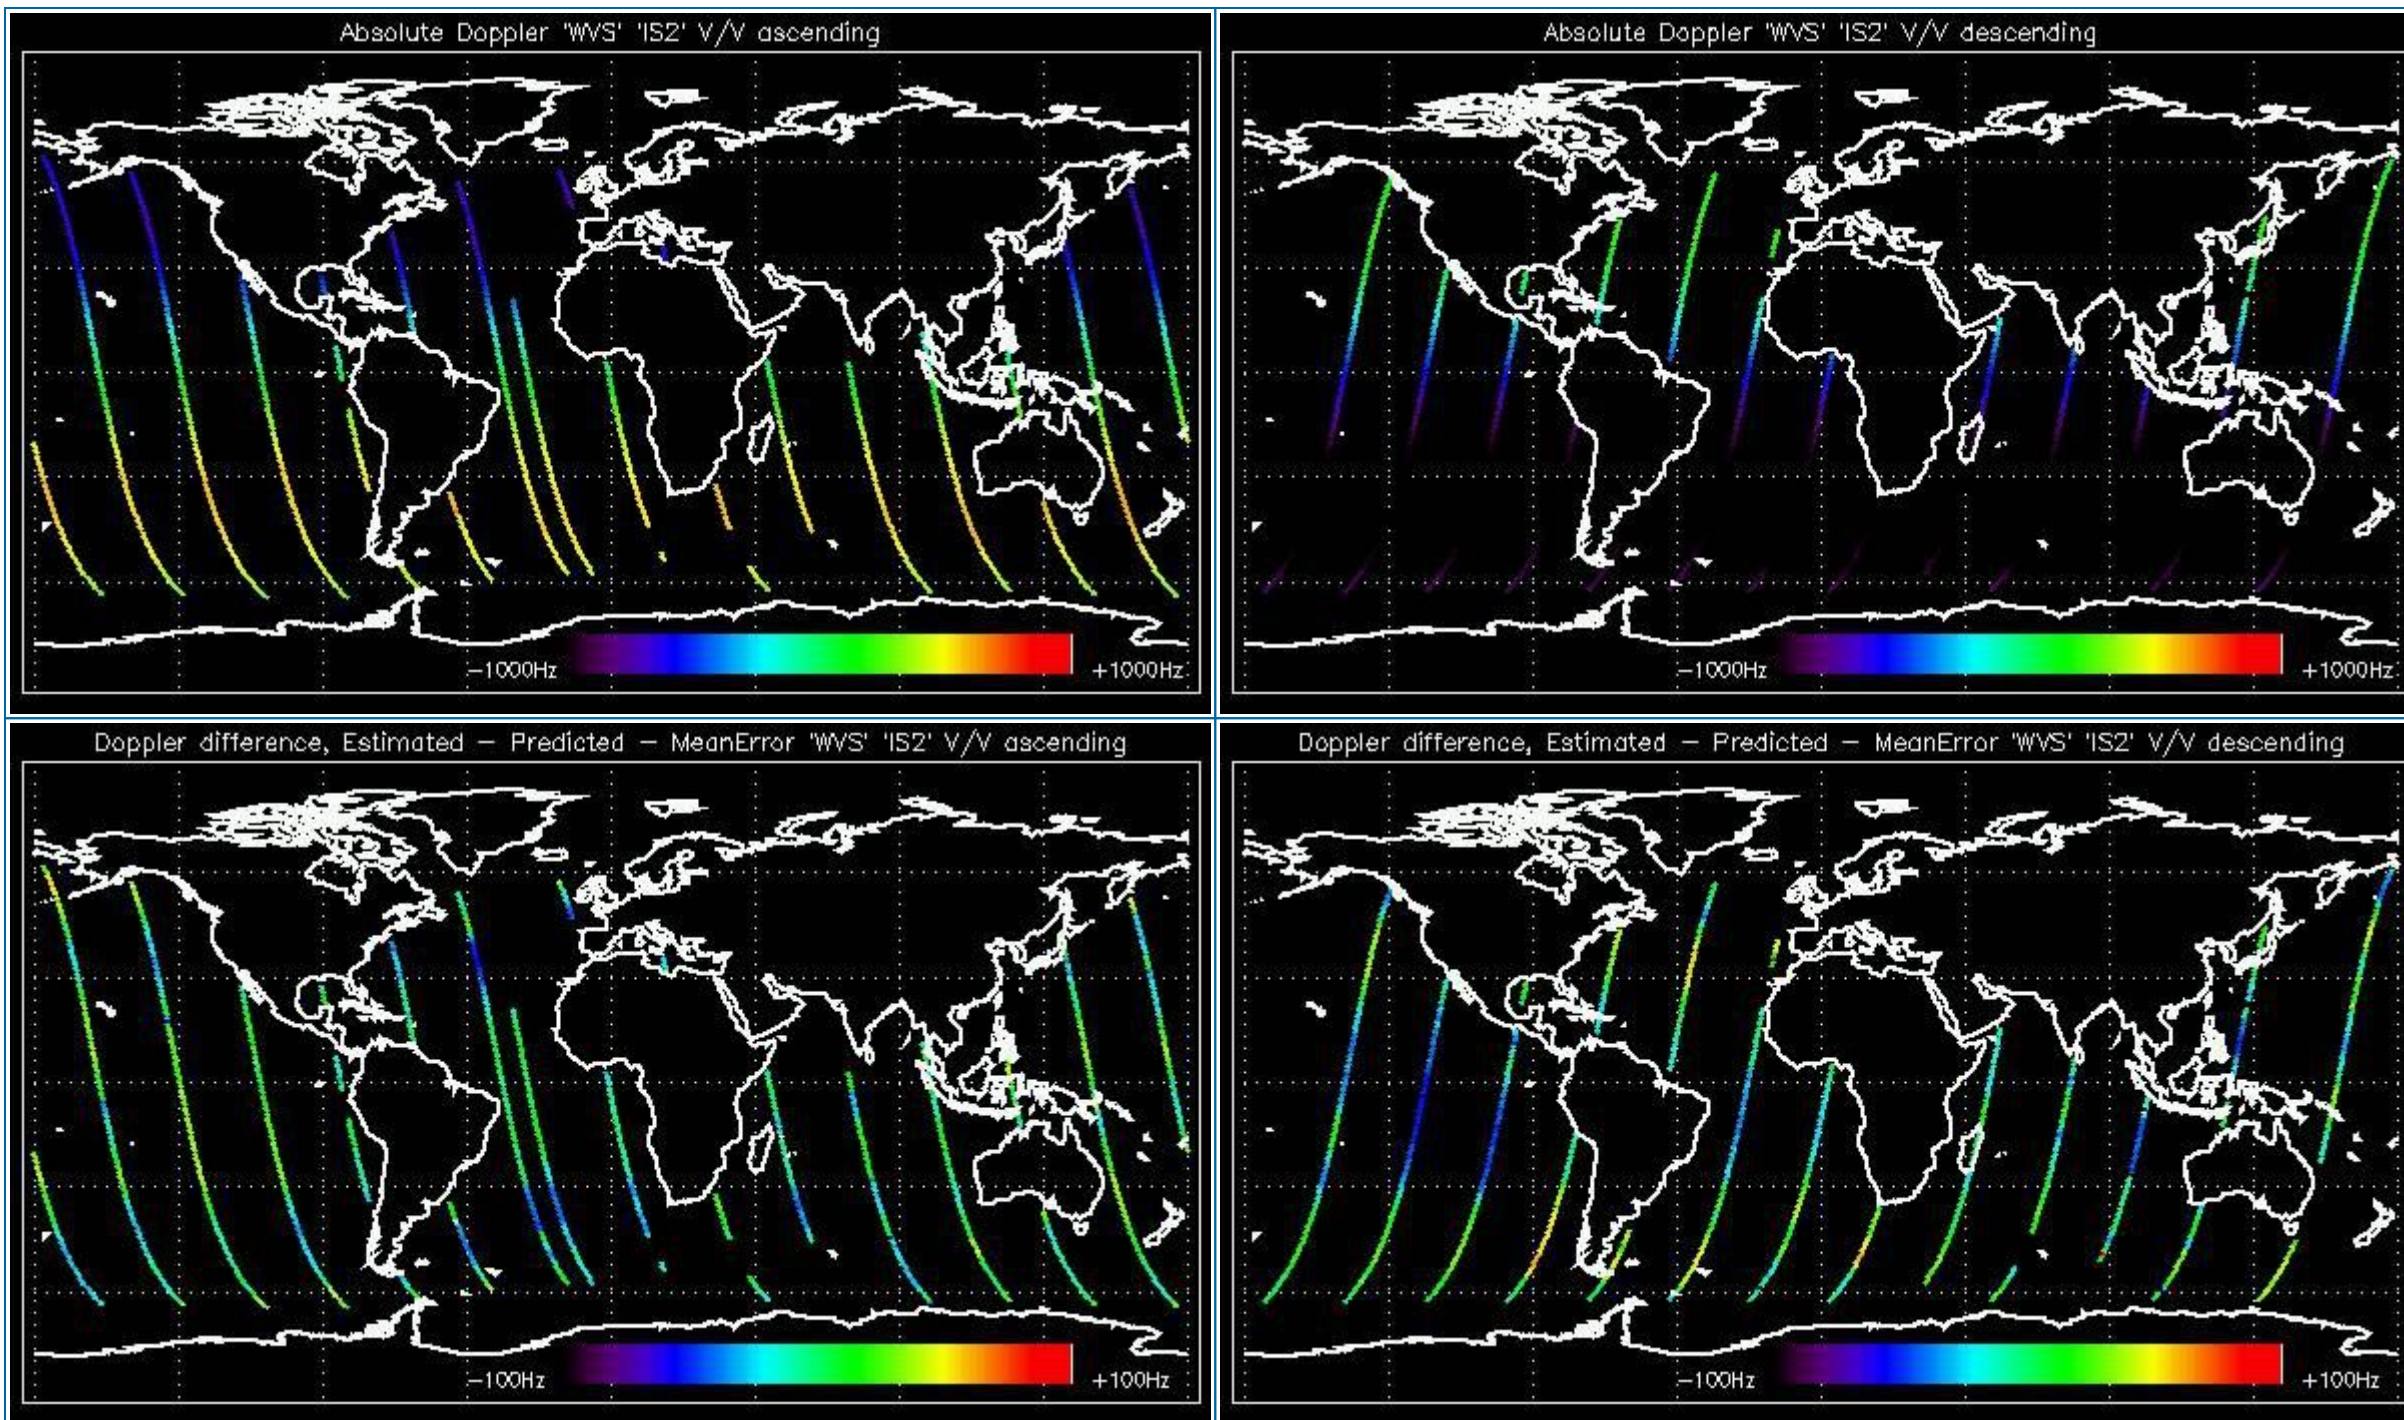 Absolute Doppler 'WVS' 'IS2' V/V ascending
-1000Hz
+1000Hz
Absolute Doppler 'WVS' 'IS2' V/V descending
-1000Hz
+1000Hz
Doppler difference, Estimated - Predicted - MeanError 'WVS' 'IS2' V/V ascending
-100Hz
+100Hz
Doppler difference, Estimated - Predicted - MeanError 'WVS' 'IS2' V/V descending
-100Hz
+100Hz